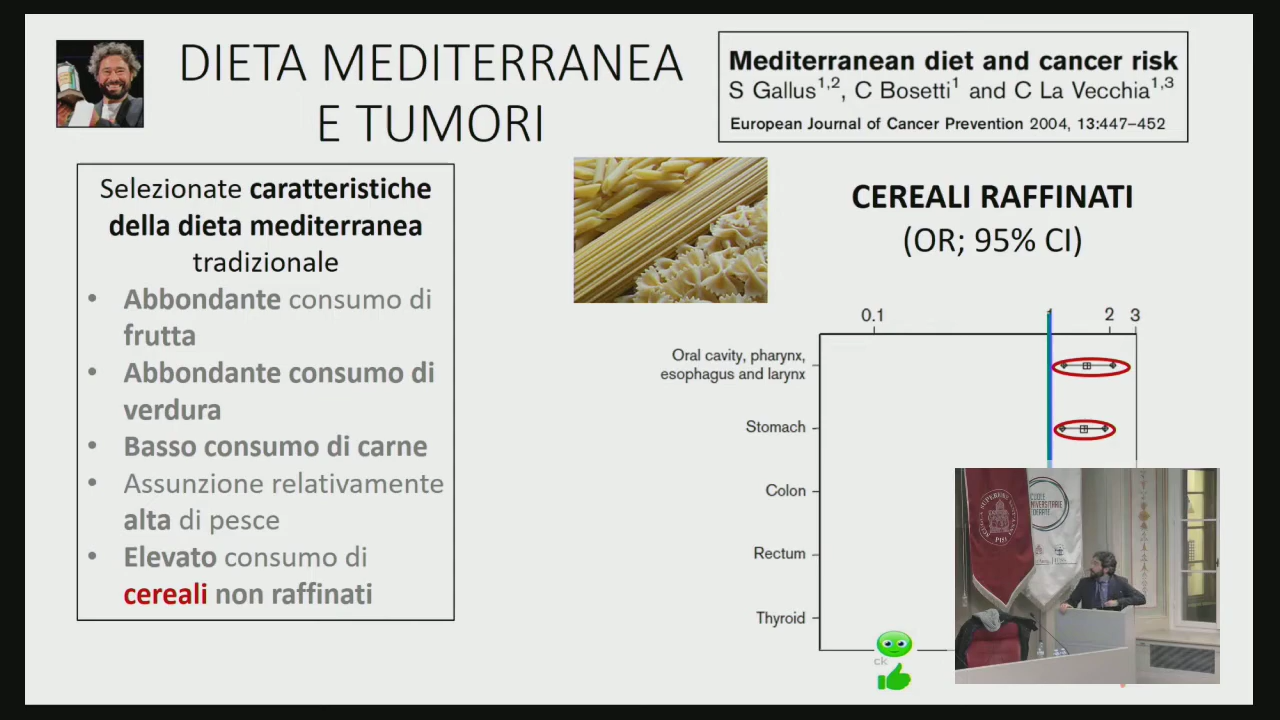 DIETA MEDITERRANEA
E TUMORI
Mediterranean diet and cancer risk
S Gallus1,2, C Bosetti1 and C La Vecchia1,3
European Journal of Cancer Prevention 2004, 13:447–452
Selezionate caratteristiche
della dieta mediterranea
tradizionale
• Abbondante consumo di
frutta
• Abbondante consumo di
verdura
• Basso consumo di carne
• Assunzione relativamente
alta di pesce
• Elevato consumo di
cereali non raffinati
CEREALI RAFFINATI
(OR; 95% CI)
0.1 1 2 3
Oral cavity, pharynx,
esophagus and larynx
Stomach
Colon
Rectum
Thyroid
ck